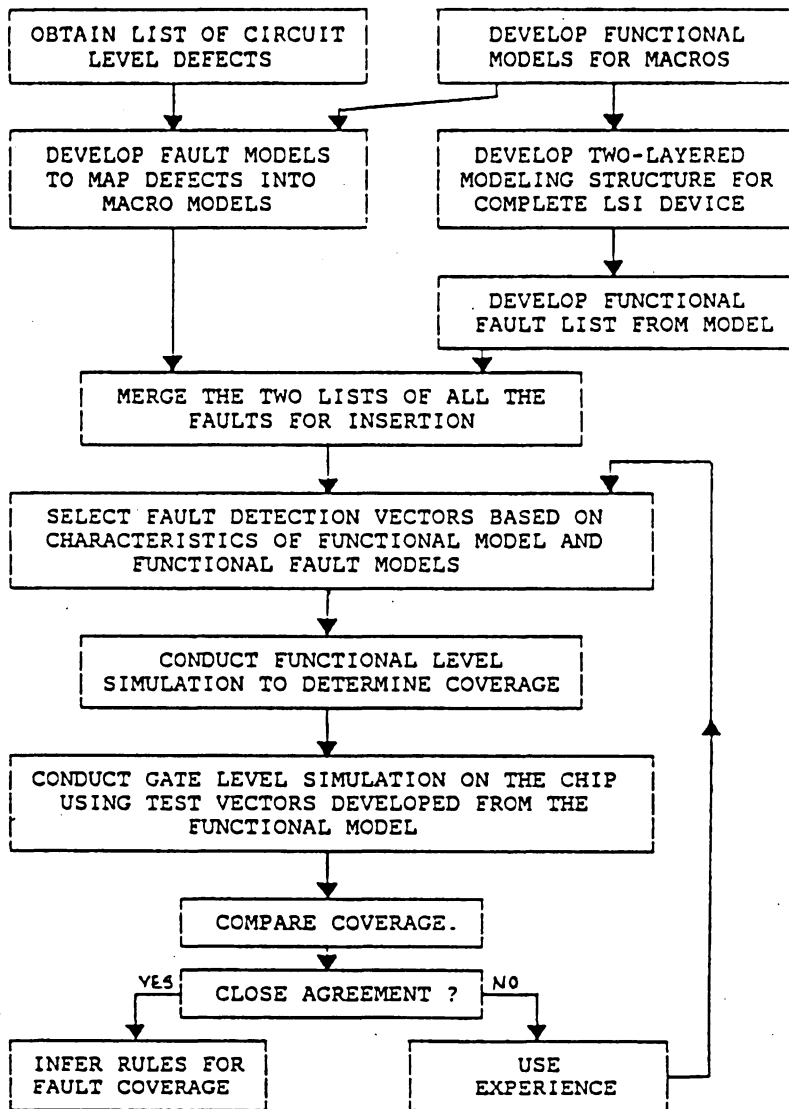 OBTAIN LIST OF CIRCUIT
LEVEL DEFECTS
DEVELOP FUNCTIONAL
MODELS FOR MACROS
DEVELOP FAULT MODELS
TO MAP DEFECTS INTO
MACRO MODELS
DEVELOP TWO-LAYERED
MODELING STRUCTURE FOR
COMPLETE LSI DEVICE
DEVELOP FUNCTIONAL
FAULT LIST FROM MODEL
MERGE THE TWO LISTS OF ALL THE
FAULTS FOR INSERTION
SELECT FAULT DETECTION VECTORS BASED ON
CHARACTERISTICS OF FUNCTIONAL MODEL AND
FUNCTIONAL FAULT MODELS
CONDUCT FUNCTIONAL LEVEL
SIMULATION TO DETERMINE COVERAGE
CONDUCT GATE LEVEL SIMULATION ON THE CHIP
USING TEST VECTORS DEVELOPED FROM THE
FUNCTIONAL MODEL
COMPARE COVERAGE.
YES
CLOSE AGREEMENT ?
NO
INFER RULES FOR
FAULT COVERAGE
USE
EXPERIENCE